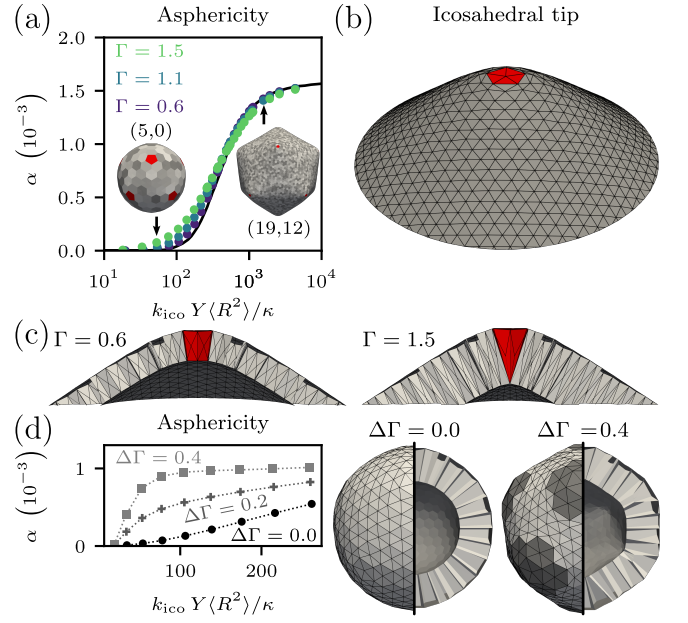 (a) Asphericity
2.0
1.5
1.0
0.5
0.0
α (10⁻³)
Γ = 1.5
Γ = 1.1
Γ = 0.6
(5,0)
(19,12)
10¹ 10² 10³ 10⁴
k_ico Y⟨R²⟩/κ
(b) Icosahedral tip
(c) Γ = 0.6
Γ = 1.5
(d) Asphericity
1
0
α (10⁻³)
ΔΓ = 0.4
ΔΓ = 0.2
ΔΓ = 0.0
100 200
k_ico Y⟨R²⟩/κ
ΔΓ = 0.0
ΔΓ = 0.4